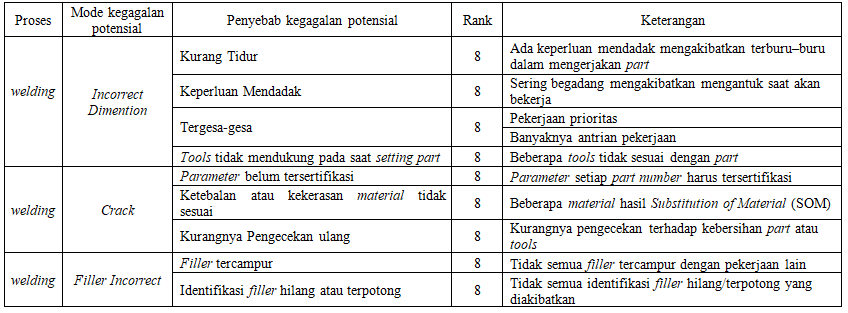 Proses
Mode kegagalan
potensial
Penyebab kegagalan potensial
Rank
Keterangan
welding
Incorrect
Dimention
Kurang Tidur
8
Ada keperluan mendadak mengakibatkan terburu–buru
dalam mengerjakan part
Keperluan Mendadak
8
Sering begadang mengakibatkan mengantuk saat akan
bekerja
Tergesa-gesa
8
Pekerjaan prioritas
Banyaknya antrian pekerjaan
Tools tidak mendukung pada saat setting part
8
Beberapa tools tidak sesuai dengan part
welding
Crack
Parameter belum tersertifikasi
8
Parameter setiap part number harus tersertifikasi
Ketebalan atau kekerasan material tidak
sesuai
8
Beberapa material hasil Substitution of Material (SOM)
Kurangnya Pengecekan ulang
8
Kurangnya pengecekan terhadap kebersihan part atau
tools
welding
Filler Incorrect
Filler tercampur
8
Tidak semua filler tercampur dengan pekerjaan lain
Identifikasi filler hilang atau terpotong
8
Tidak semua identifikasi filler hilang/terpotong yang
diakibatkan